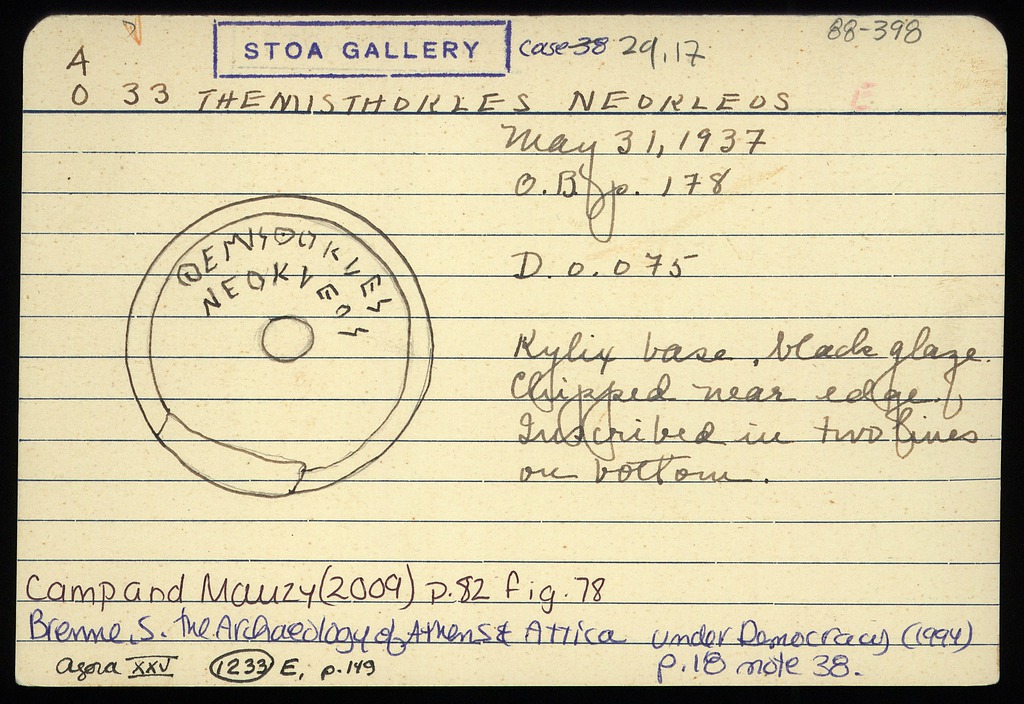 88-398
STOA GALLERY case 38 29,17
A
O 33 THEMISTHOKLES NEOKLEOS E
May 31, 1937
O.B. p. 178
D. 0.075
Kylix base, black glaze.
Chipped near edge.
Inscribed in two lines
on bottom.
Camp and Mauzy (2009) p.82 fig. 78
Brenne, S. the Archaeology of Athens & Attica under Democracy (1994)
p.18 note 38.
Agora XXV 1233 E, p.149